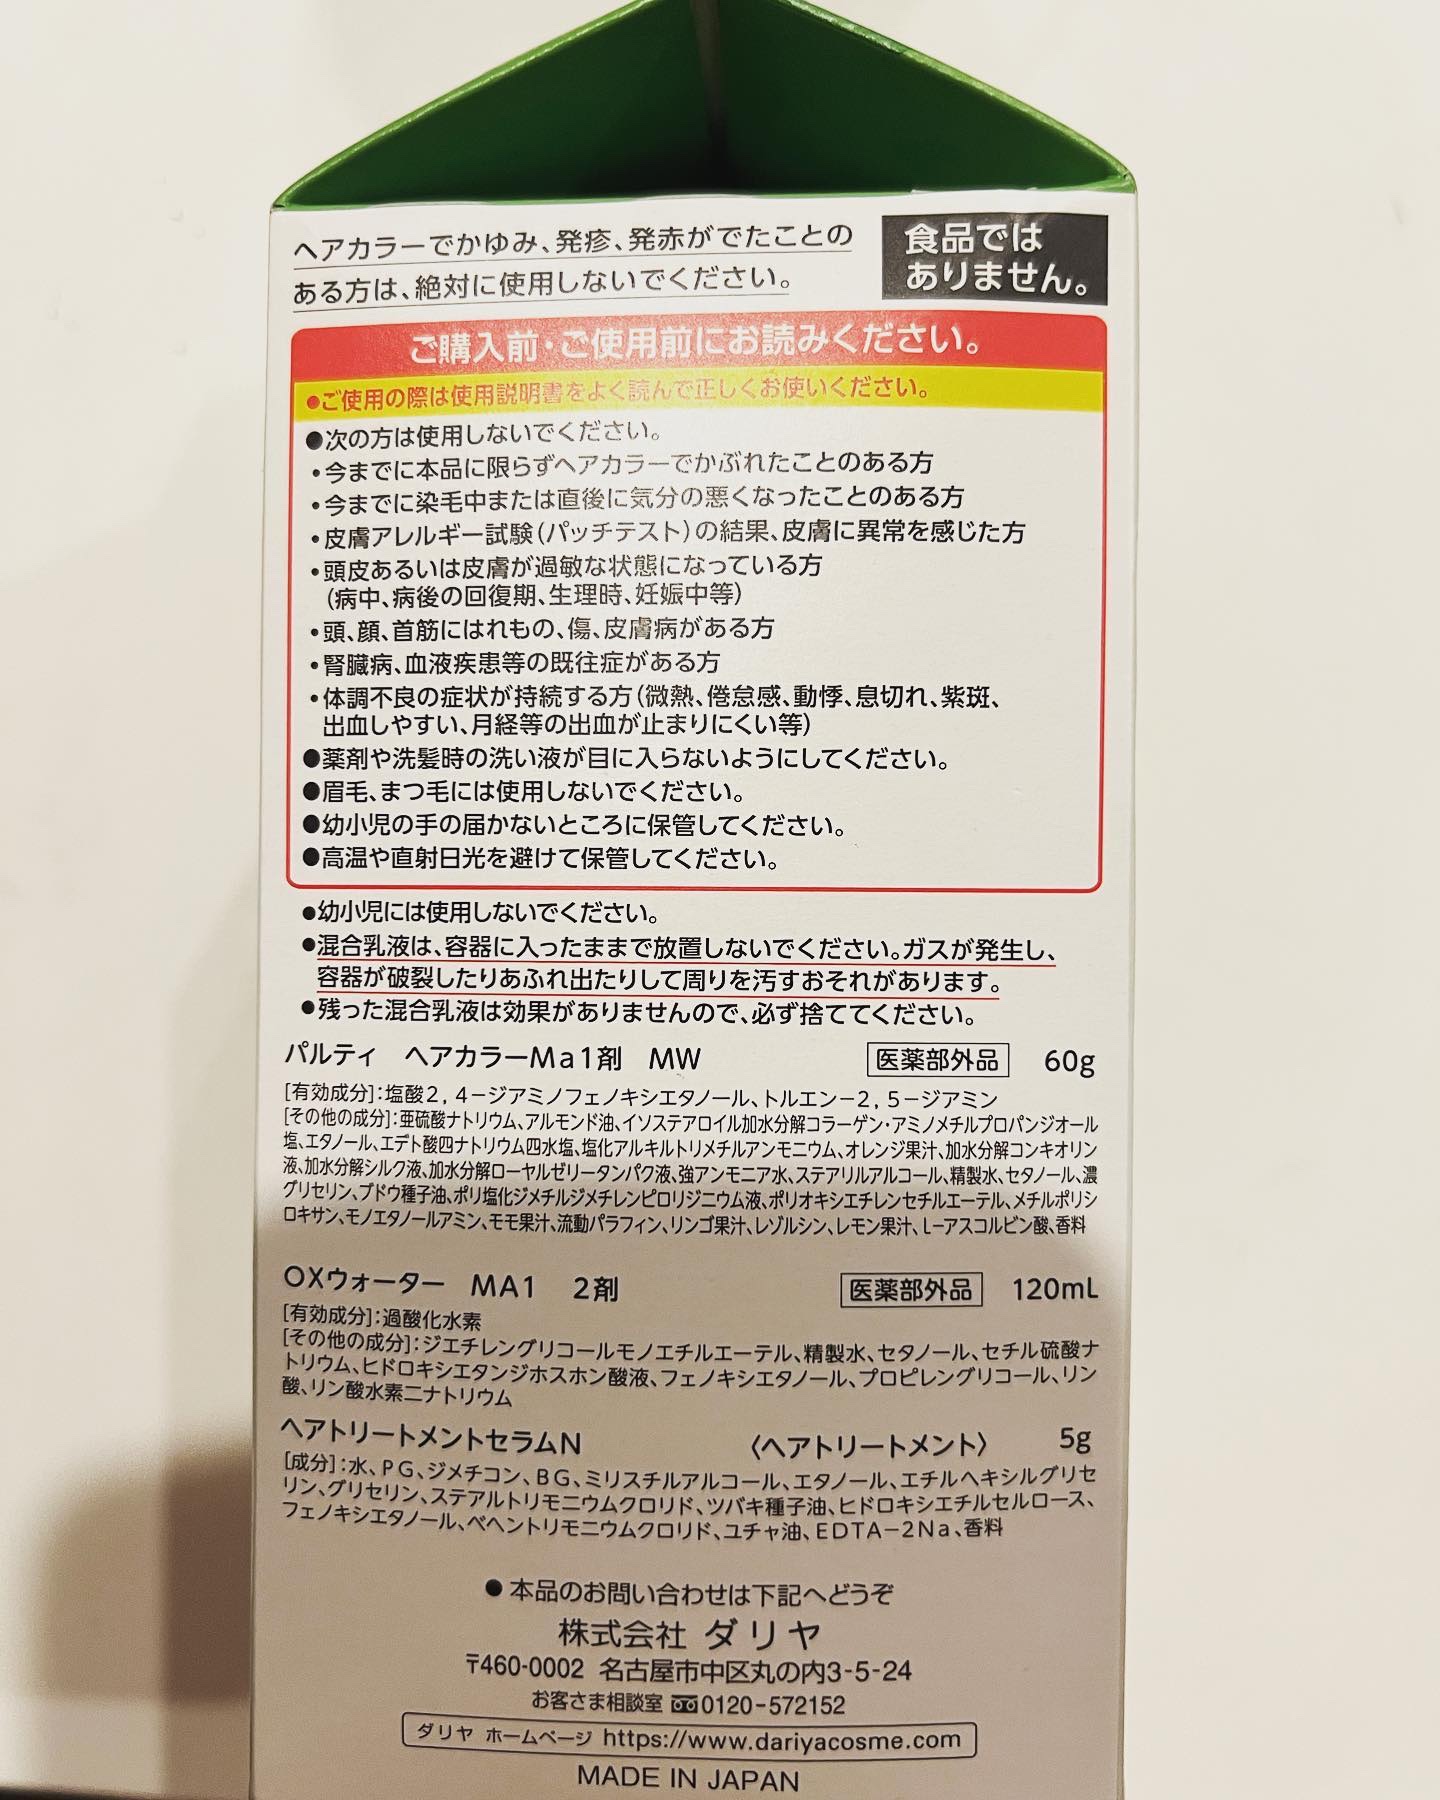 ヘアカラーでかゆみ、発疹、発赤がでたことの
ある方は、絶対に使用しないでください。
食品では
ありません。
ご購入前・ご使用前にお読みください。
●ご使用の際は使用説明書をよく読んで正しくお使いください。
●次の方は使用しないでください。
・今までに本品に限らずヘアカラーでかぶれたことのある方
・今までに染毛中または直後に気分の悪くなったことのある方
・皮膚アレルギー試験(パッチテスト)の結果、皮膚に異常を感じた方
・頭皮あるいは皮膚が過敏な状態になっている方
(病中、病後の回復期、生理時、妊娠中等)
・頭、顔、首筋にはれもの、傷、皮膚病がある方
・腎臓病、血液疾患等の既往症がある方
・体調不良の症状が持続する方(微熱、倦怠感、動悸、息切れ、紫斑、
出血しやすい、月経等の出血が止まりにくい等)
●薬剤や洗髪時の洗い液が目に入らないようにしてください。
●眉毛、まつ毛には使用しないでください。
●幼小児の手の届かないところに保管してください。
●高温や直射日光を避けて保管してください。
●幼小児には使用しないでください。
●混合乳液は、容器に入ったままで放置しないでください。ガスが発生し、
容器が破裂したりあふれ出たりして周りを汚すおそれがあります。
●残った混合乳液は効果がありませんので、必ず捨ててください。
パルティ ヘアカラーMa1剤 MW 医薬部外品 60g
[有効成分]:塩酸2,4-ジアミノフェノキシエタノール、トルエン-2,5-ジアミン
[その他の成分]:亜硫酸ナトリウム、アルモンド油、イソステアロイル加水分解コラーゲン・アミノメチルプロパンジオール
塩、エタノール、エデト酸四ナトリウム四水塩、塩化アルキルトリメチルアンモニウム、オレンジ果汁、加水分解コンキオリン
液、加水分解シルク液、加水分解ローヤルゼリータンパク液、強アンモニア水、ステアリルアルコール、精製水、セタノール、濃
グリセリン、ブドウ種子油、ポリ塩化ジメチルジメチレンピロリジニウム液、ポリオキシエチレンセチルエーテル、メチルポリシ
ロキサン、モノエタノールアミン、モモ果汁、流動パラフィン、リンゴ果汁、レゾルシン、レモン果汁、L-アスコルビン酸、香料
OXウォーター MA1 2剤 医薬部外品 120mL
[有効成分]:過酸化水素
[その他の成分]:ジエチレングリコールモノエチルエーテル、精製水、セタノール、セチル硫酸ナ
トリウム、ヒドロキシエタンジホスホン酸液、フェノキシエタノール、プロピレングリコール、リン
酸、リン酸水素二ナトリウム
ヘアトリートメントセラムN 〈ヘアトリートメント〉 5g
[成分]:水、PG、ジメチコン、BG、ミリスチルアルコール、エタノール、エチルヘキシルグリセ
リン、グリセリン、ステアルトリモニウムクロリド、ツバキ種子油、ヒドロキシエチルセルロース、
フェノキシエタノール、ベヘントリモニウムクロリド、ユチャ油、EDTA-2Na、香料
●本品のお問い合わせは下記へどうぞ
株式会社 ダリヤ
〒460-0002 名古屋市中区丸の内3-5-24
お客さま相談室 0120-572152
ダリヤ ホームページ https://www.dariyacosme.com
MADE IN JAPAN